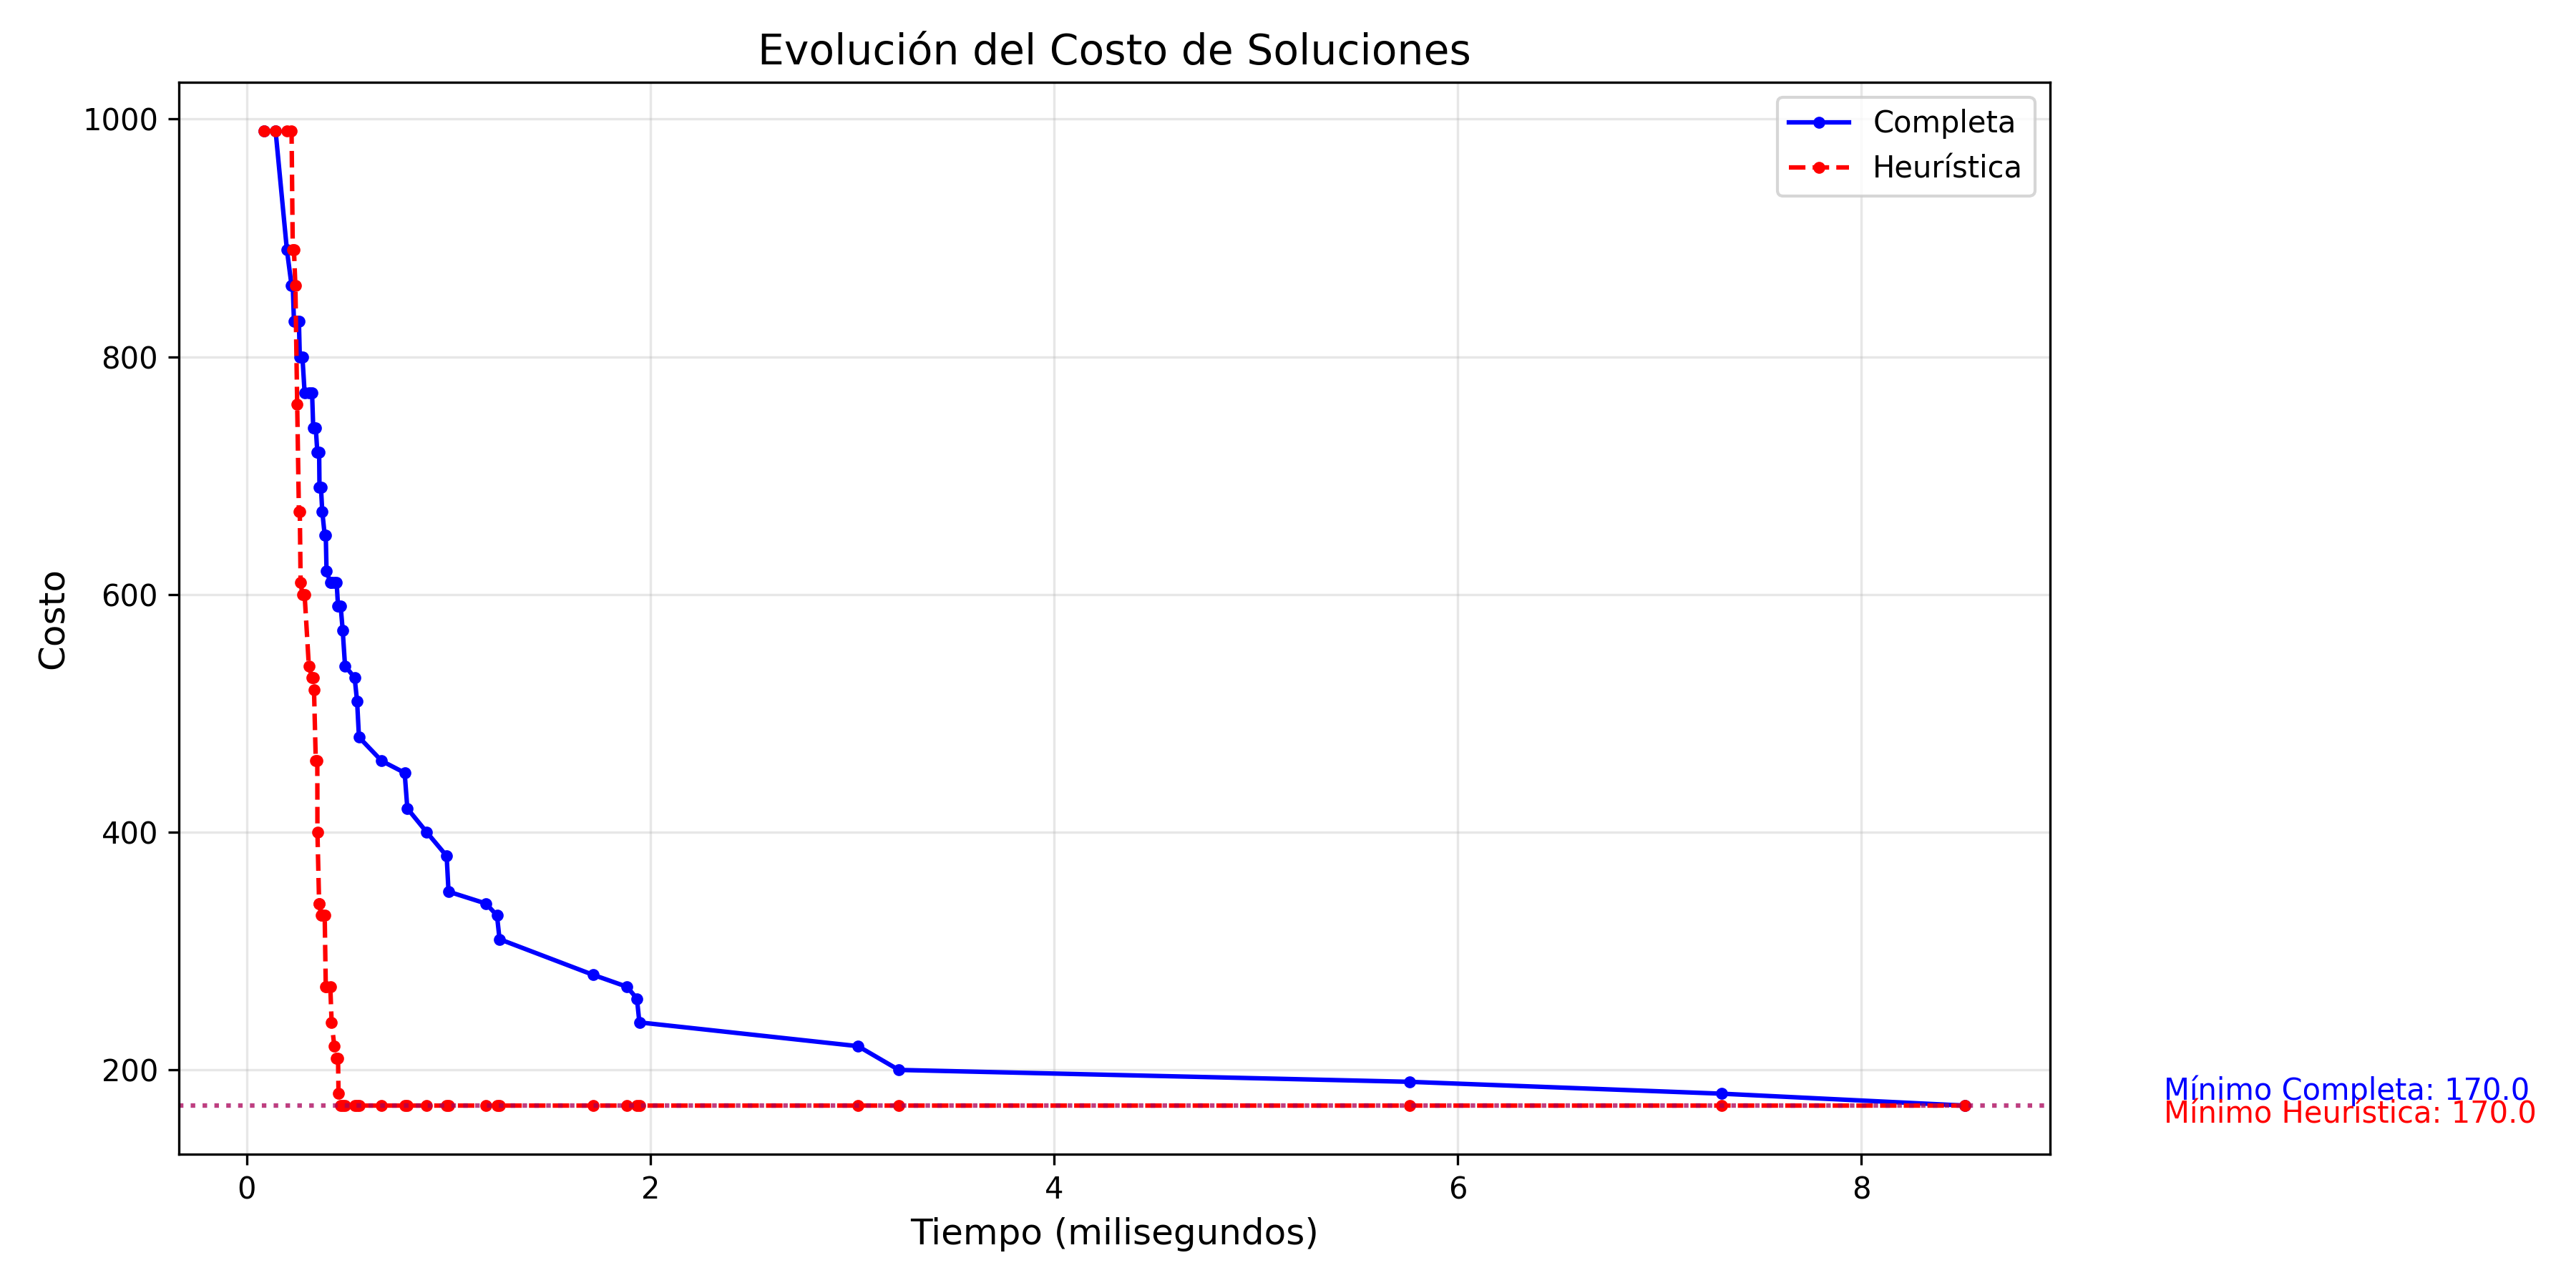 Evolución del Costo de Soluciones
Completa
Heurística
1000
800
600
400
200
Costo
0 2 4 6 8
Tiempo (milisegundos)
Mínimo Completa: 170.0
Mínimo Heurística: 170.0